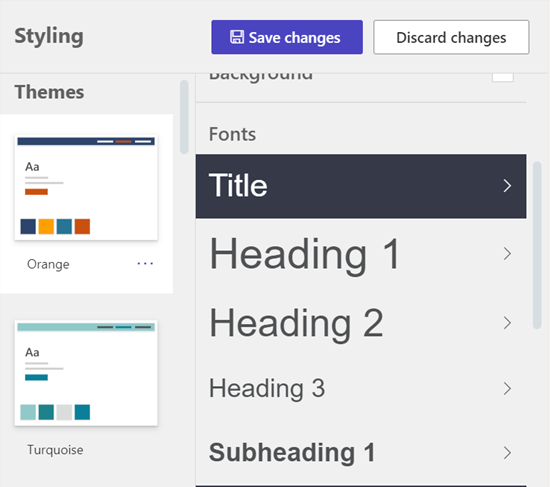 Styling
Save changes
Discard changes
Themes
Aa
Orange
Aa
Turquoise
Background
Fonts
Title
Heading 1
Heading 2
Heading 3
Subheading 1